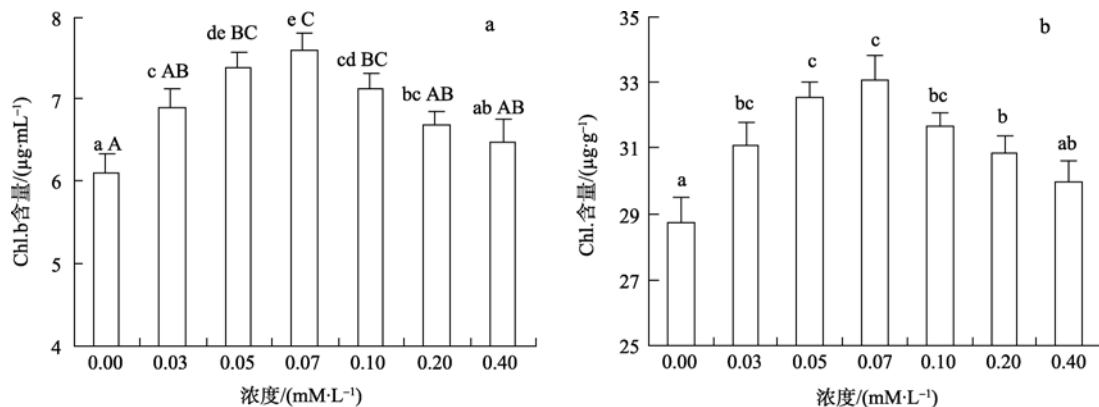 a
Chl.b含量/(μg·mL⁻¹)
8
7
6
5
4
a A
c AB
de BC
e C
cd BC
bc AB
ab AB
0.00 0.03 0.05 0.07 0.10 0.20 0.40
浓度/(mM·L⁻¹)
b
Chl.含量/(μg·g⁻¹)
35
33
31
29
27
25
a
bc
c
c
bc
b
ab
0.00 0.03 0.05 0.07 0.10 0.20 0.40
浓度/(mM·L⁻¹)